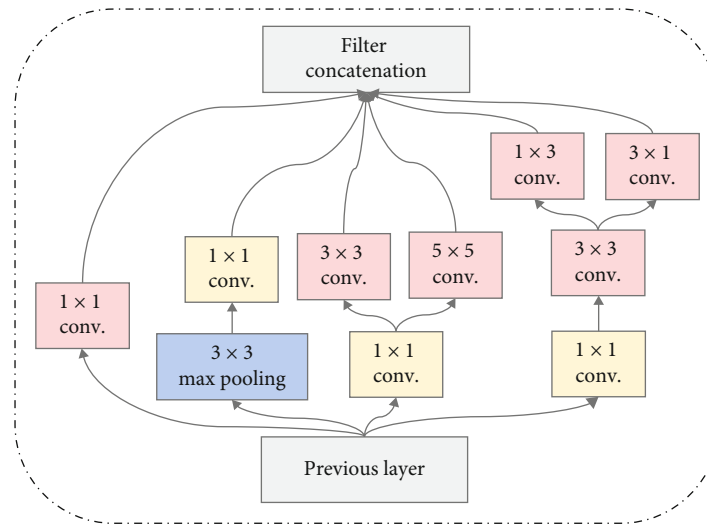 Filter
concatenation
1 × 3
conv.
3 × 1
conv.
1 × 1
conv.
3 × 3
conv.
5 × 5
conv.
3 × 3
conv.
1 × 1
conv.
3 × 3
max pooling
1 × 1
conv.
1 × 1
conv.
Previous layer